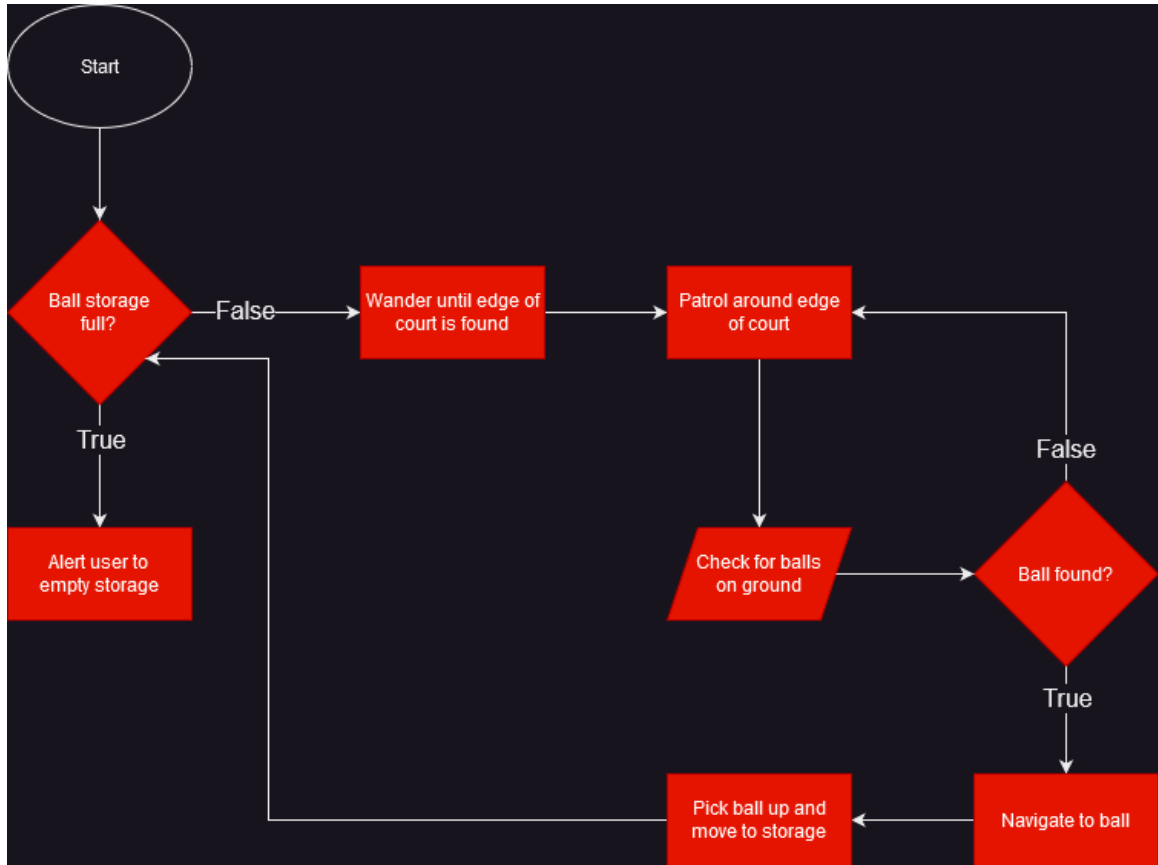 Start
Ball storage
full?
False
Wander until edge of
court is found
Patrol around edge
of court
True
False
Alert user to
empty storage
Check for balls
on ground
Ball found?
True
Pick ball up and
move to storage
Navigate to ball